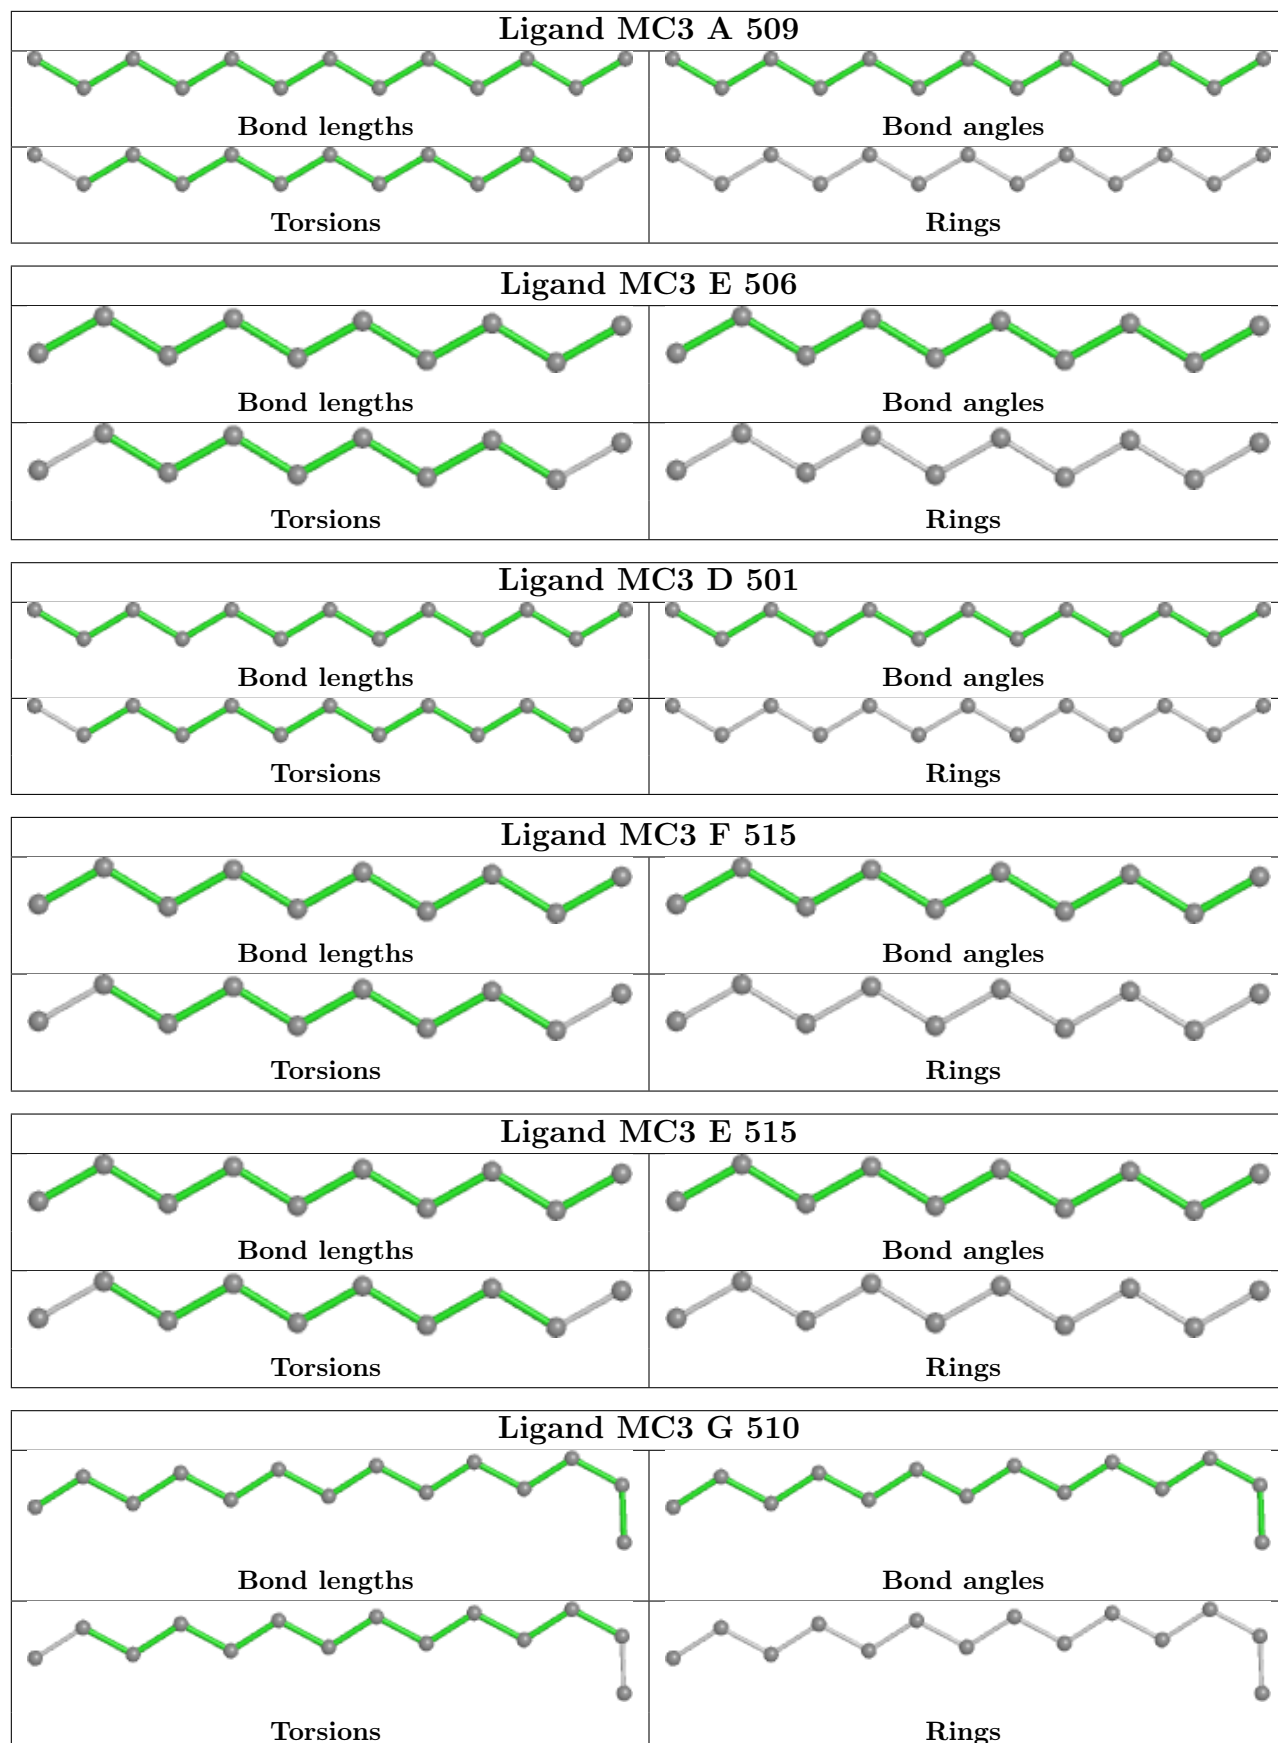 Ligand MC3 A 509
Bond lengths Bond angles
Torsions Rings
Ligand MC3 E 506
Bond lengths Bond angles
Torsions Rings
Ligand MC3 D 501
Bond lengths Bond angles
Torsions Rings
Ligand MC3 F 515
Bond lengths Bond angles
Torsions Rings
Ligand MC3 E 515
Bond lengths Bond angles
Torsions Rings
Ligand MC3 G 510
Bond lengths Bond angles
Torsions Rings